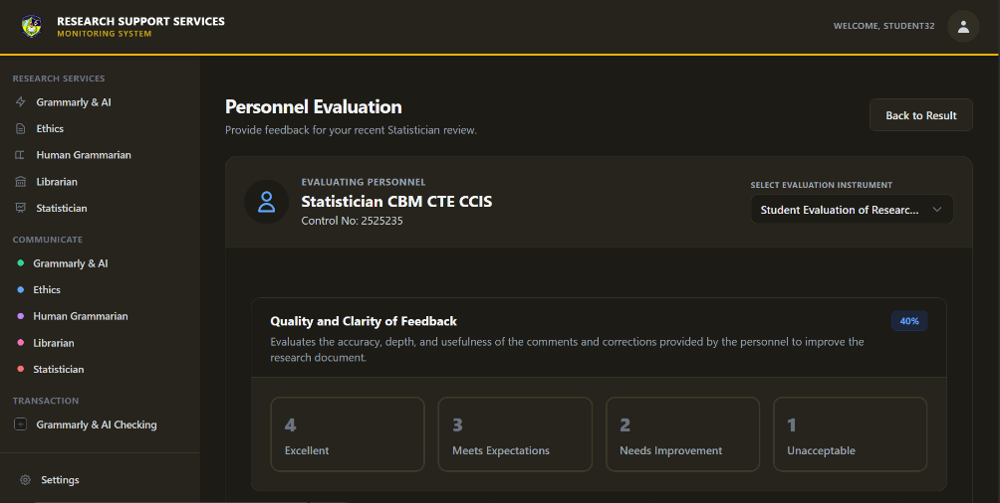 RESEARCH SUPPORT SERVICES
MONITORING SYSTEM
WELCOME, STUDENT32
RESEARCH SERVICES
Grammarly & AI
Ethics
Human Grammarian
Librarian
Statistician
COMMUNICATE
Grammarly & AI
Ethics
Human Grammarian
Librarian
Statistician
TRANSACTION
Grammarly & AI Checking
Settings
Personnel Evaluation
Provide feedback for your recent Statistician review.
Back to Result
EVALUATING PERSONNEL
Statistician CBM CTE CCIS
Control No: 2525235
SELECT EVALUATION INSTRUMENT
Student Evaluation of Researc...
Quality and Clarity of Feedback
40%
Evaluates the accuracy, depth, and usefulness of the comments and corrections provided by the personnel to improve the
research document.
4
Excellent
3
Meets Expectations
2
Needs Improvement
1
Unacceptable